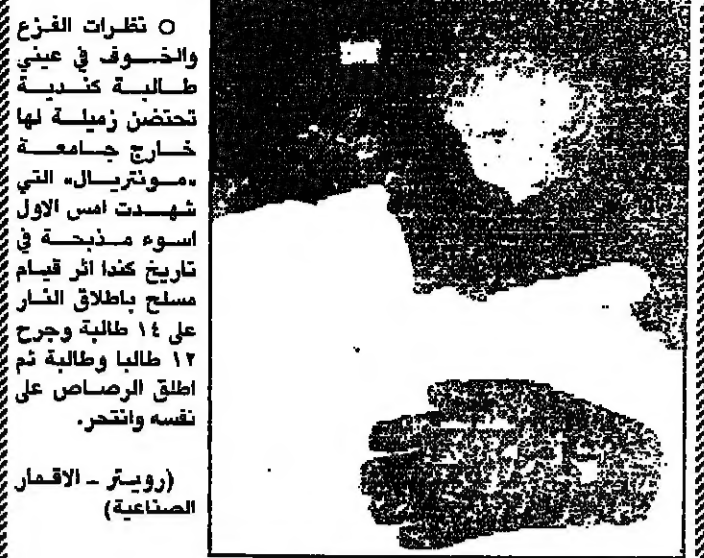 ○ نظرات الفزع
والخوف في عيني
طالبة كندية
تحتضن زميلة لها
خارج جامعة
«مونتريال» التي
شهدت امس الاول
اسوء مذبحة في
تاريخ كندا اثر قيام
مسلح باطلاق النار
على ١٤ طالبة وجرح
١٢ طالبا وطالبة ثم
اطلق الرصاص على
نفسه وانتحر.
(رويتر ـ الاقمار
الصناعية)